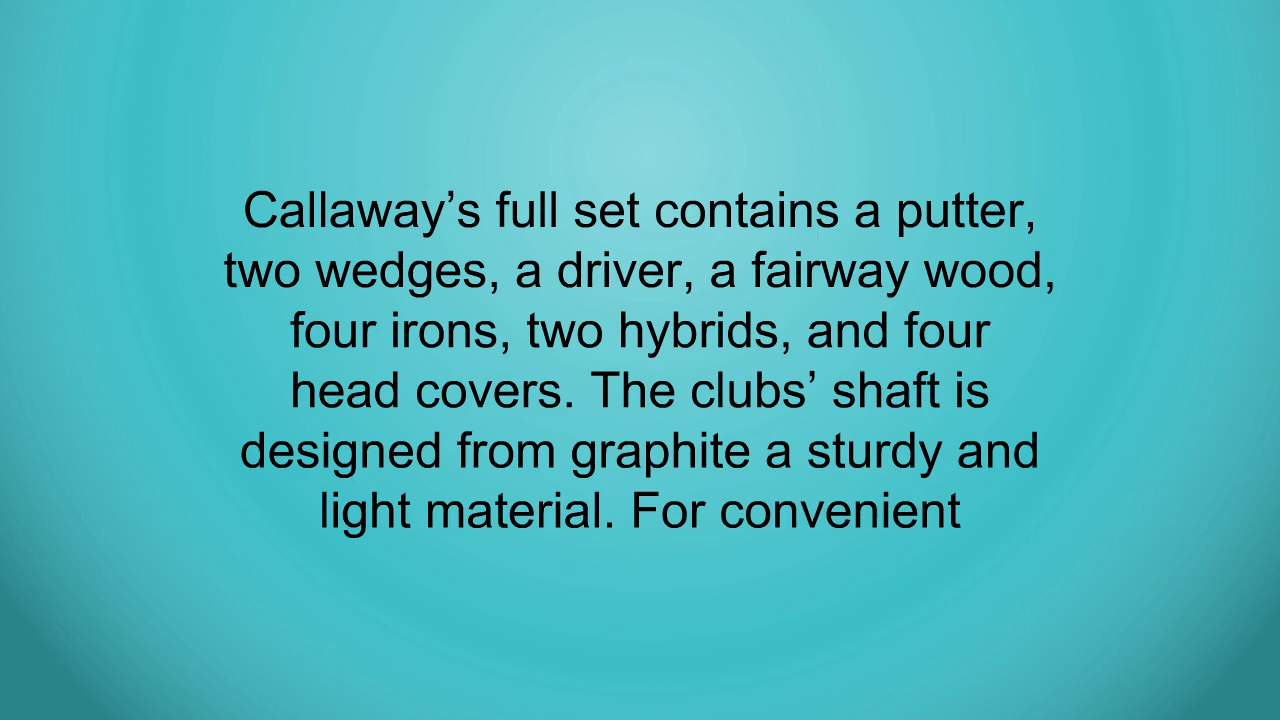 Callaway’s full set contains a putter,
two wedges, a driver, a fairway wood,
four irons, two hybrids, and four
head covers. The clubs’ shaft is
designed from graphite a sturdy and
light material. For convenient